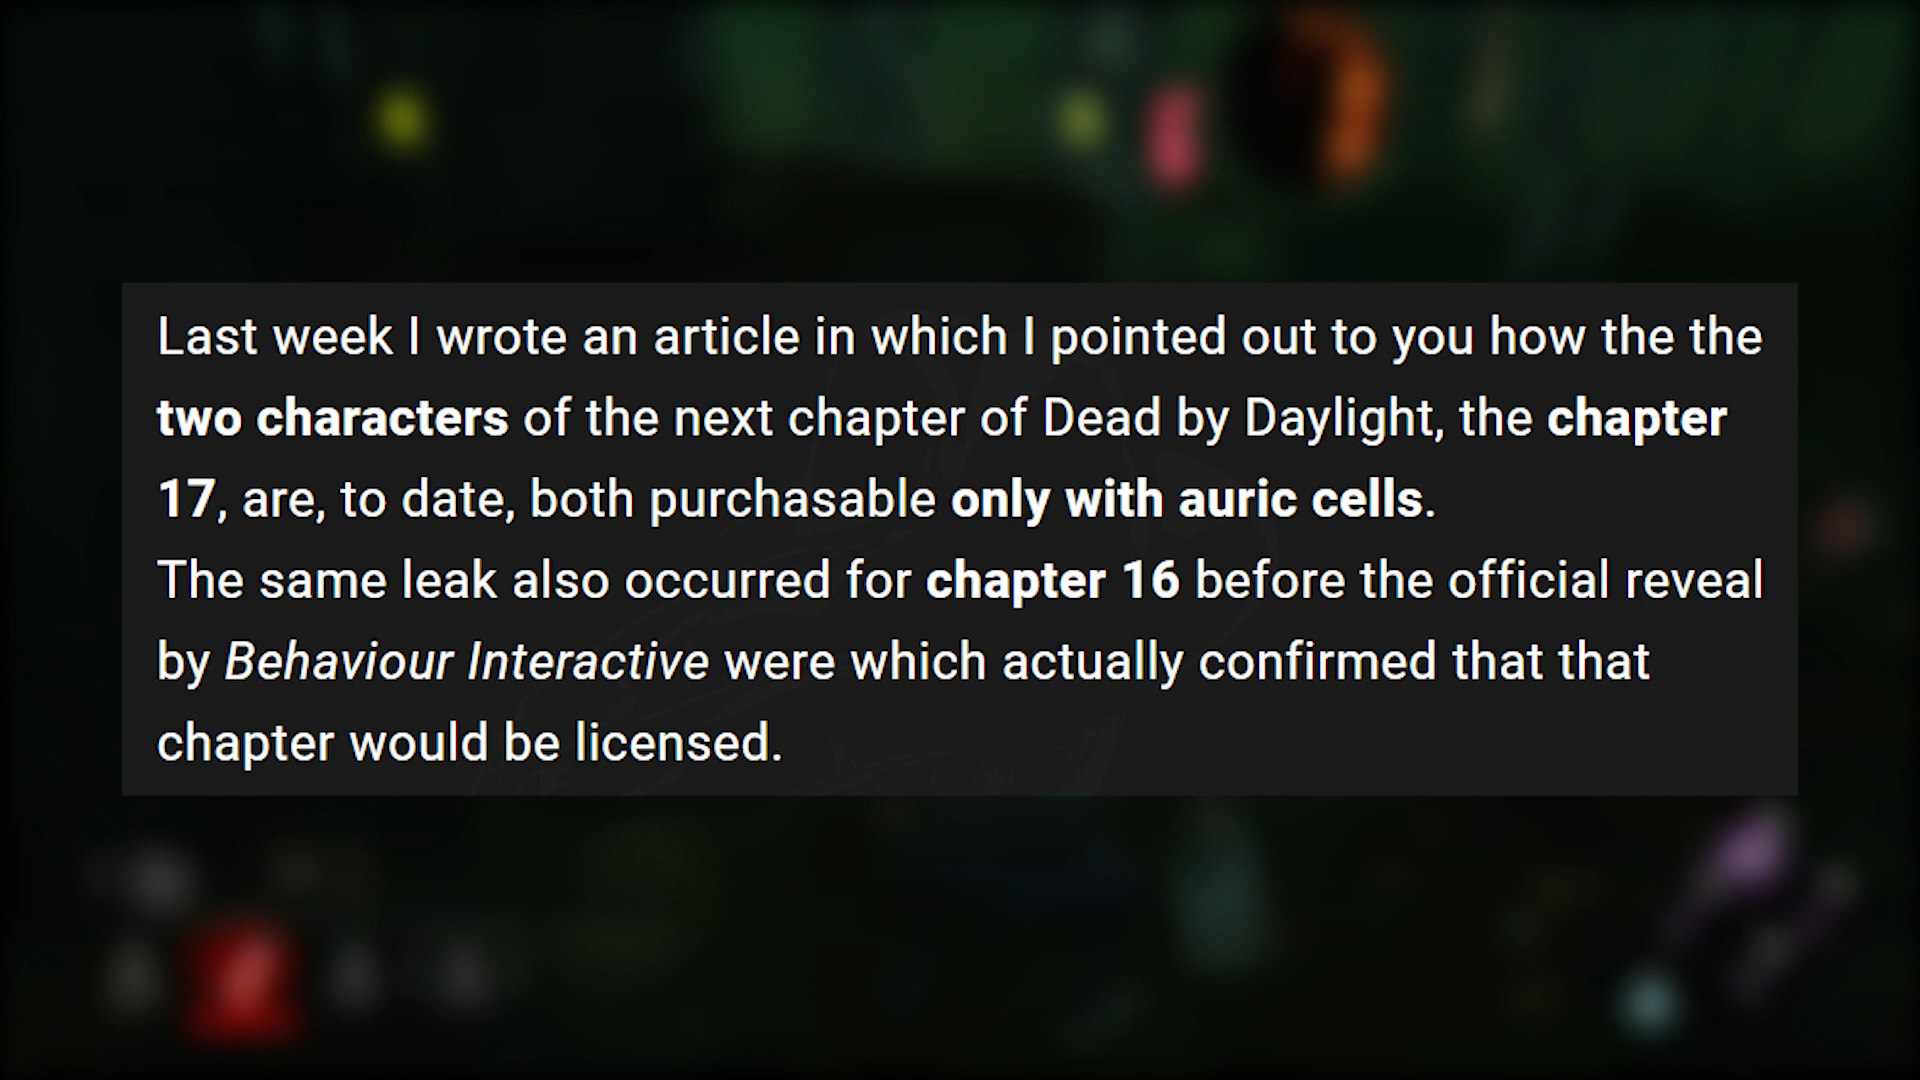 Last week I wrote an article in which I pointed out to you how the the
two characters of the next chapter of Dead by Daylight, the chapter
17, are, to date, both purchasable only with auric cells.
The same leak also occurred for chapter 16 before the official reveal
by Behaviour Interactive were which actually confirmed that that
chapter would be licensed.